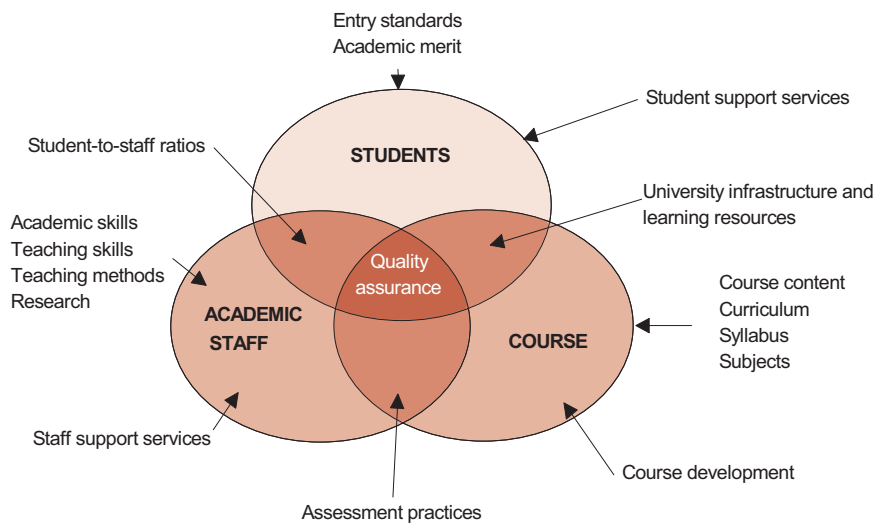 Entry standards
Academic merit
Student support services
Student-to-staff ratios
STUDENTS
University infrastructure and
learning resources
Academic skills
Teaching skills
Teaching methods
Research
Quality
assurance
Course content
Curriculum
Syllabus
Subjects
ACADEMIC
STAFF
COURSE
Staff support services
Course development
Assessment practices